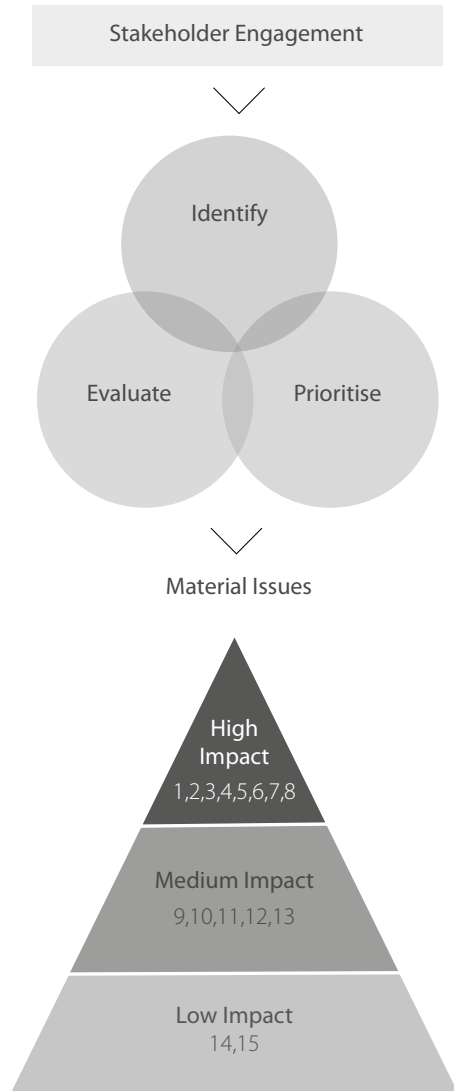 Stakeholder Engagement
Identify
Evaluate
Prioritise
Material Issues
High
Impact
1,2,3,4,5,6,7,8
Medium Impact
9,10,11,12,13
Low Impact
14,15